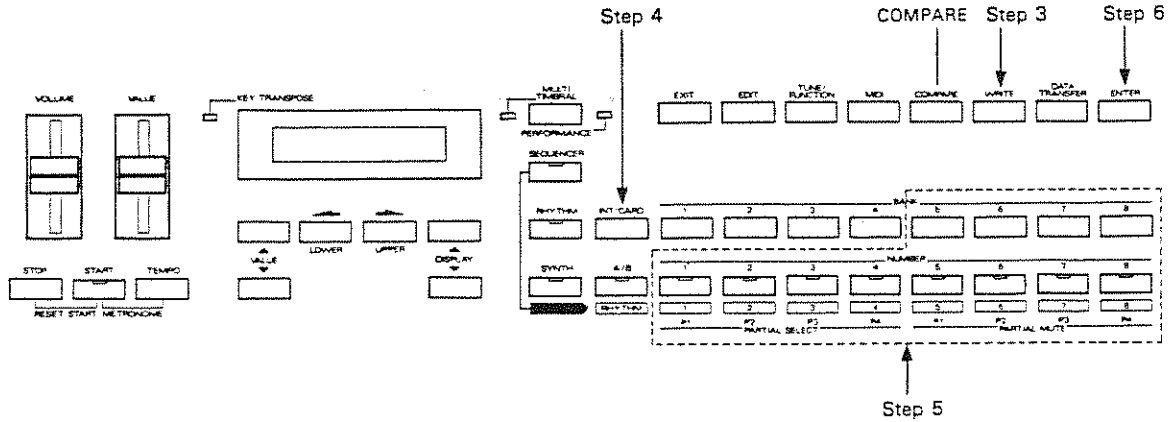 Step 4
COMPARE Step 3
Step 6
VOLUME VALUE
KEY TRANSPOSE
MULTI TIMBRAL
PERFORMANCE
EXIT EDIT TUNE/FUNCTION MIDI COMPARE WRITE DATA TRANSFER ENTER
SEQUENCER
BANK
RHYTHM INT/CARD 1 2 3 4 5 6 7 8
VALUE LOWER UPPER DISPLAY
NUMBER
STOP START TEMPO
SYNTH A/B 1 2 3 4 5 6 7 8
RESET START METRONOME
RHYTHM 1 2 3 4 5 6 7 8
P1 P2 P3 P4 P1 P2 P3 P4
PARTIAL SELECT PARTIAL MUTE
Step 5